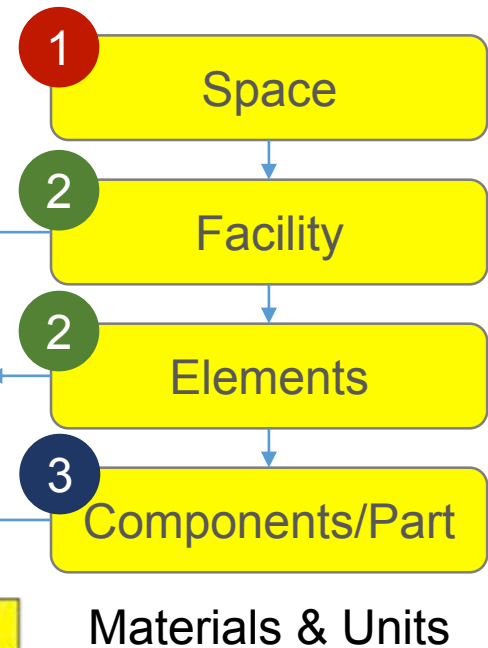 1
Space
2
Facility
2
Elements
3
Components/Part
Materials & Units